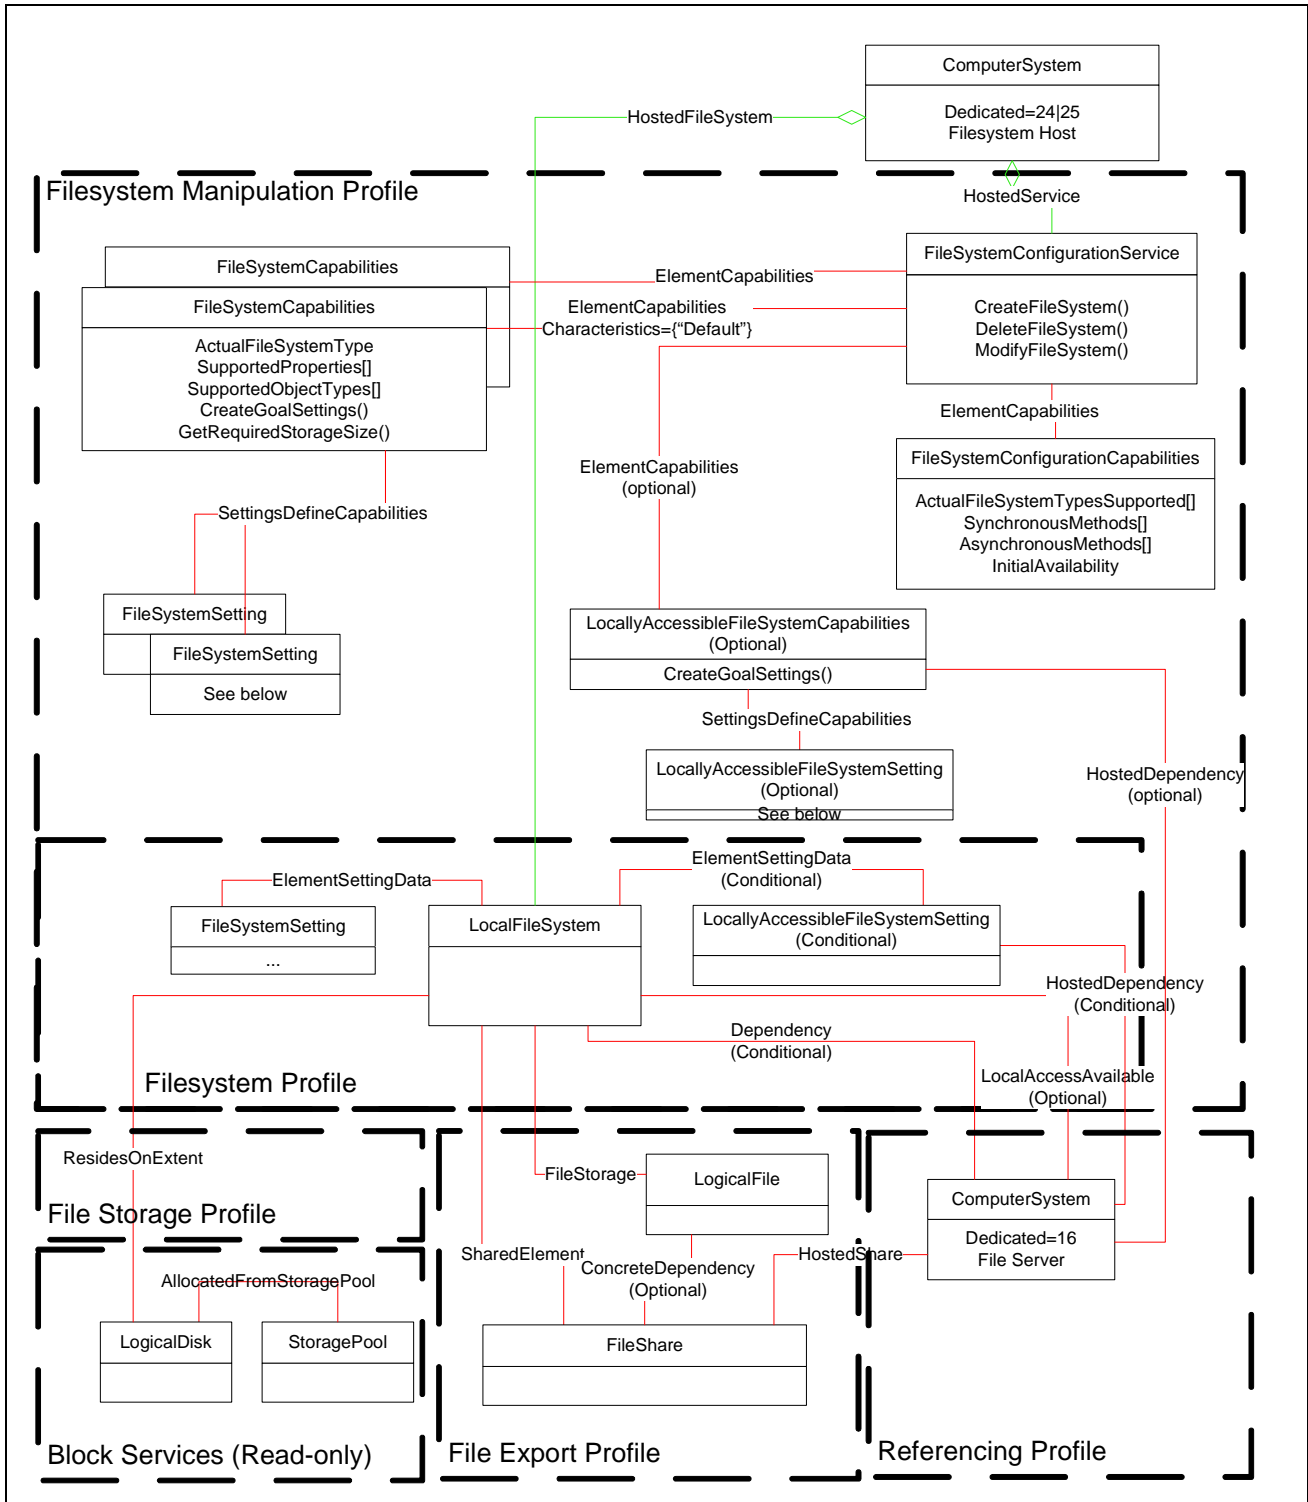 ComputerSystem
Dedicated=24|25
Filesystem Host
HostedFileSystem
Filesystem Manipulation Profile
HostedService
FileSystemCapabilities
FileSystemConfigurationService
ElementCapabilities
FileSystemCapabilities
ElementCapabilities
Characteristics={“Default”}
CreateFileSystem()
DeleteFileSystem()
ModifyFileSystem()
ActualFileSystemType
SupportedProperties[]
SupportedObjectTypes[]
CreateGoalSettings()
GetRequiredStorageSize()
ElementCapabilities
FileSystemConfigurationCapabilities
ElementCapabilities
(optional)
ActualFileSystemTypesSupported[]
SynchronousMethods[]
AsynchronousMethods[]
InitialAvailability
SettingsDefineCapabilities
FileSystemSetting
FileSystemSetting
See below
LocallyAccessibleFileSystemCapabilities
(Optional)
CreateGoalSettings()
SettingsDefineCapabilities
LocallyAccessibleFileSystemSetting
(Optional)
See below
HostedDependency
(optional)
ElementSettingData
ElementSettingData
(Conditional)
FileSystemSetting
...
LocalFileSystem
LocallyAccessibleFileSystemSetting
(Conditional)
HostedDependency
(Conditional)
Dependency
(Conditional)
Filesystem Profile
LocalAccessAvailable
(Optional)
ResidesOnExtent
FileStorage
LogicalFile
ComputerSystem
Dedicated=16
File Server
File Storage Profile
SharedElement
ConcreteDependency
(Optional)
HostedShare
AllocatedFromStoragePool
LogicalDisk
StoragePool
FileShare
Block Services (Read-only)
File Export Profile
Referencing Profile